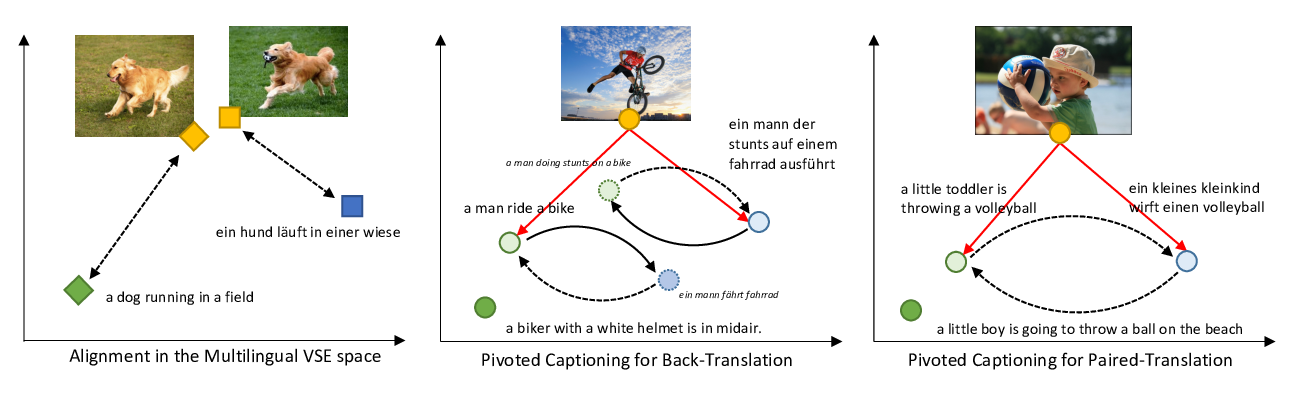 ein hund läuft in einer wiese
a dog running in a field
Alignment in the Multilingual VSE space
ein mann der
stunts auf einem
fahrrad ausführt
a man doing stunts on a bike
a man ride a bike
ein mann fährt fahrrad
a biker with a white helmet is in midair.
Pivoted Captioning for Back-Translation
a little toddler is
throwing a volleyball
ein kleines kleinkind
wirft einen volleyball
a little boy is going to throw a ball on the beach
Pivoted Captioning for Paired-Translation